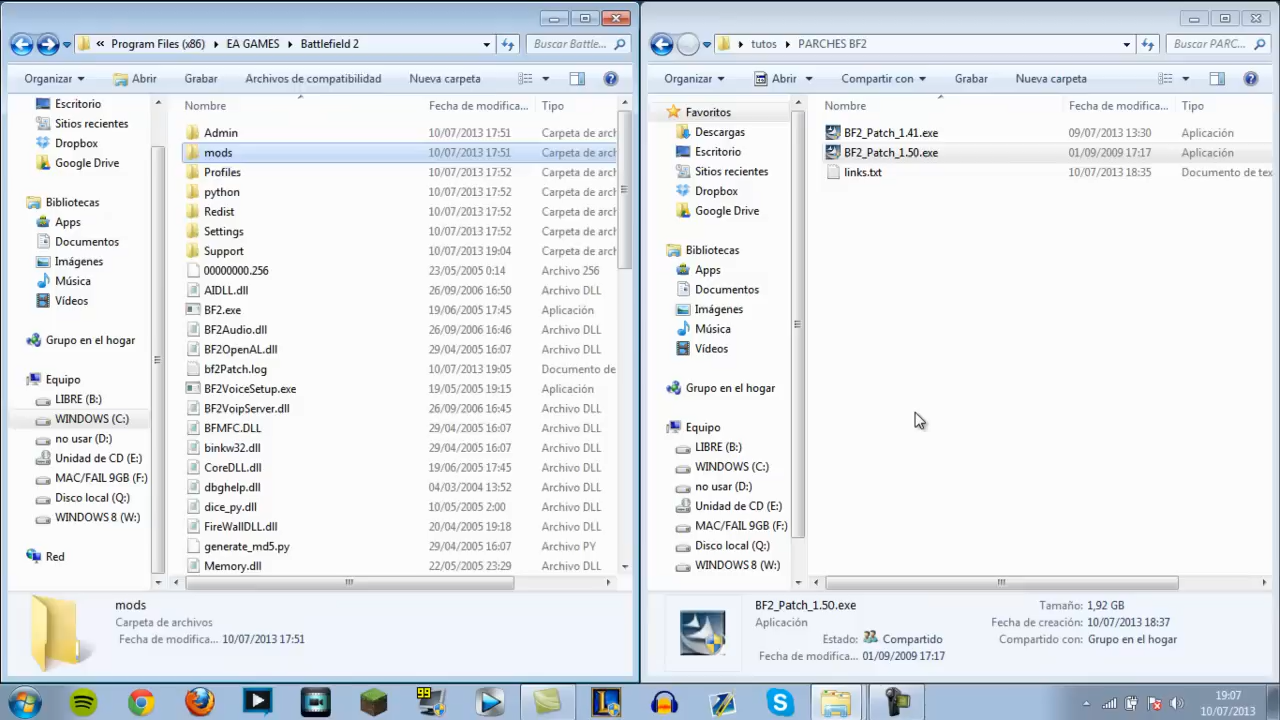 « Program Files (x86) ▸ EA GAMES ▸ Battlefield 2
Buscar Battle...
Organizar Abrir Grabar Archivos de compatibilidad Nueva carpeta
Escritorio
Sitios recientes
Dropbox
Google Drive
Bibliotecas
Apps
Documentos
Imágenes
Música
Vídeos
Grupo en el hogar
Equipo
LIBRE (B:)
WINDOWS (C:)
no usar (D:)
Unidad de CD (E:)
MAC/FAIL 9GB (F:)
Disco local (Q:)
WINDOWS 8 (W:)
Red
Nombre Fecha de modifica... Tipo
Admin 10/07/2013 17:51 Carpeta de arch
mods 10/07/2013 17:51 Carpeta de arch
Profiles 10/07/2013 17:52 Carpeta de arch
python 10/07/2013 17:52 Carpeta de arch
Redist 10/07/2013 17:52 Carpeta de arch
Settings 10/07/2013 17:52 Carpeta de arch
Support 10/07/2013 19:04 Carpeta de arch
00000000.256 23/05/2005 0:14 Archivo 256
AIDLL.dll 26/09/2006 16:50 Archivo DLL
BF2.exe 19/06/2005 17:45 Aplicación
BF2Audio.dll 26/09/2006 16:46 Archivo DLL
BF2OpenAL.dll 29/04/2005 16:07 Archivo DLL
bf2Patch.log 10/07/2013 19:05 Documento de
BF2VoiceSetup.exe 19/05/2005 19:15 Aplicación
BF2VoipServer.dll 26/09/2006 16:45 Archivo DLL
BFMFC.DLL 29/04/2005 16:07 Archivo DLL
binkw32.dll 29/04/2005 16:07 Archivo DLL
CoreDLL.dll 19/06/2005 17:45 Archivo DLL
dbghelp.dll 04/03/2004 13:52 Archivo DLL
dice_py.dll 10/05/2005 2:00 Archivo DLL
FireWallDLL.dll 20/04/2005 19:18 Archivo DLL
generate_md5.py 29/04/2005 16:07 Archivo PY
Memory.dll 22/05/2005 23:29 Archivo DLL
mods
Carpeta de archivos
Fecha de modifica... 10/07/2013 17:51
tutos ▸ PARCHES BF2
Buscar PARC...
Organizar Abrir Compartir con Grabar Nueva carpeta
Favoritos
Descargas
Escritorio
Sitios recientes
Dropbox
Google Drive
Bibliotecas
Apps
Documentos
Imágenes
Música
Vídeos
Grupo en el hogar
Equipo
LIBRE (B:)
WINDOWS (C:)
no usar (D:)
Unidad de CD (E:)
MAC/FAIL 9GB (F:)
Disco local (Q:)
WINDOWS 8 (W:)
Nombre Fecha de modifica... Tipo
BF2_Patch_1.41.exe 09/07/2013 13:30 Aplicación
BF2_Patch_1.50.exe 01/09/2009 17:17 Aplicación
links.txt 10/07/2013 18:35 Documento de tex
BF2_Patch_1.50.exe
Aplicación
Estado: Compartido
Fecha de modifica... 01/09/2009 17:17
Tamaño: 1,92 GB
Fecha de creación: 10/07/2013 18:37
Compartido con: Grupo en el hogar
99
19:07
10/07/2013